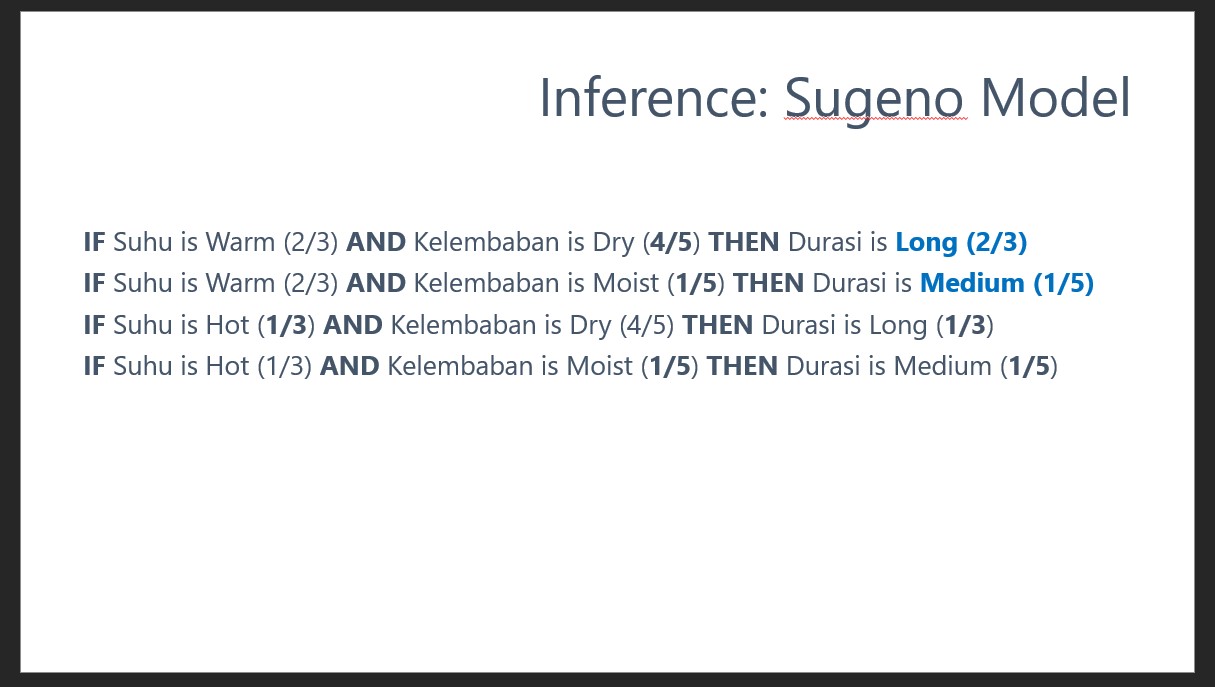 Inference: Sugeno Model
IF Suhu is Warm (2/3) AND Kelembaban is Dry (4/5) THEN Durasi is Long (2/3)
IF Suhu is Warm (2/3) AND Kelembaban is Moist (1/5) THEN Durasi is Medium (1/5)
IF Suhu is Hot (1/3) AND Kelembaban is Dry (4/5) THEN Durasi is Long (1/3)
IF Suhu is Hot (1/3) AND Kelembaban is Moist (1/5) THEN Durasi is Medium (1/5)